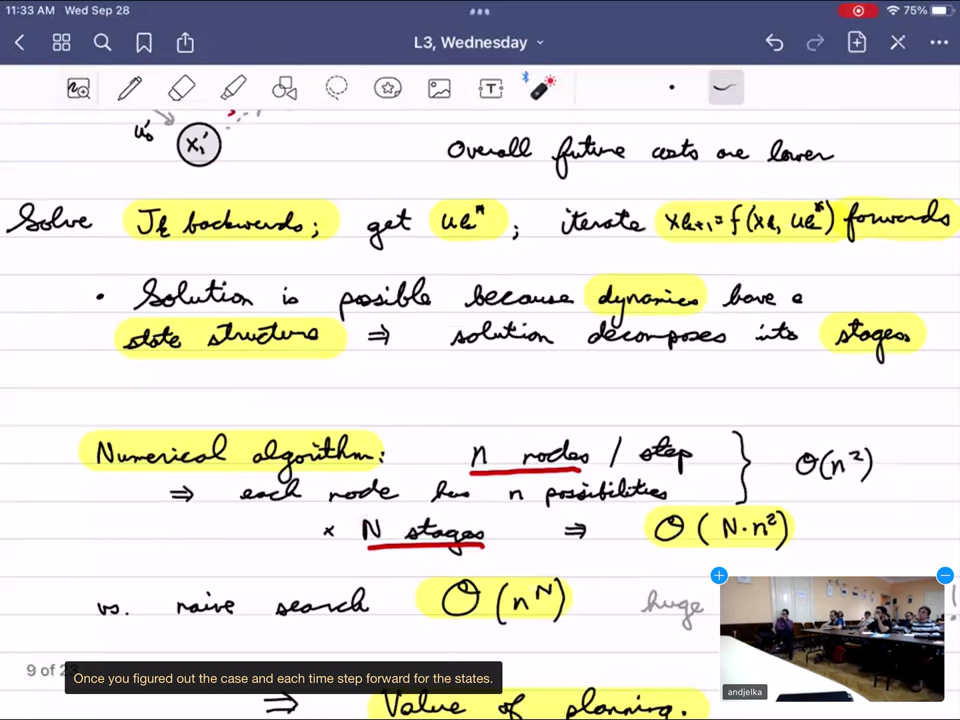 11:33 AM Wed Sep 28
75%
L3, Wednesday
T
u₀'
x₁'
Overall future costs are lower
Solve Jk backwards; get uk*; iterate xk+1 = f(xk, uk*) forwards
• Solution is possible because dynamics have a
state structure ⇒ solution decomposes into stages
Numerical algorithm: n nodes / step
⇒ each node has n possibilities } O(n²)
× N stages ⇒ O(N·n²)
vs. naive search O(n^N) huge
9 of 2
andjelka
Once you figured out the case and each time step forward for the states.
⇒ Value of planning.